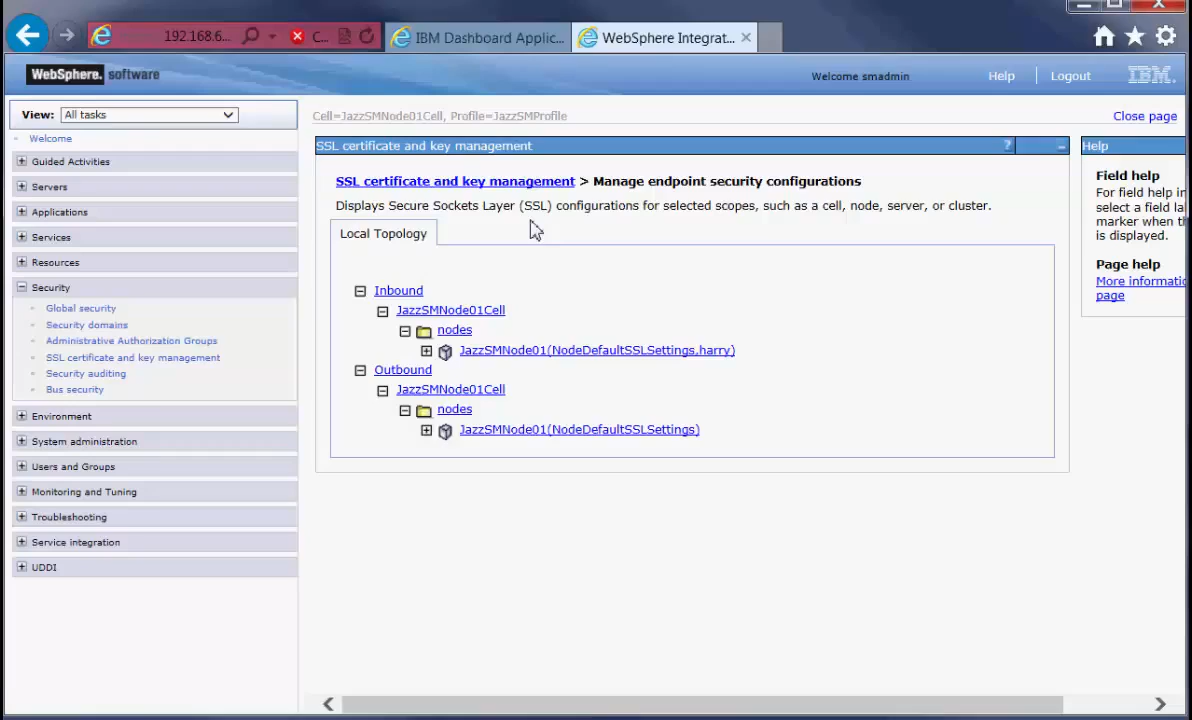 192.168.6...
C...
IBM Dashboard Applic...
WebSphere Integrat...
WebSphere. software
Welcome smadmin
Help
Logout
IBM.
View: All tasks
Cell=JazzSMNode01Cell, Profile=JazzSMProfile
Close page
Welcome
Guided Activities
Servers
Applications
Services
Resources
Security
Global security
Security domains
Administrative Authorization Groups
SSL certificate and key management
Security auditing
Bus security
Environment
System administration
Users and Groups
Monitoring and Tuning
Troubleshooting
Service integration
UDDI
SSL certificate and key management
?
SSL certificate and key management > Manage endpoint security configurations
Displays Secure Sockets Layer (SSL) configurations for selected scopes, such as a cell, node, server, or cluster.
Local Topology
Inbound
JazzSMNode01Cell
nodes
JazzSMNode01(NodeDefaultSSLSettings,harry)
Outbound
JazzSMNode01Cell
nodes
JazzSMNode01(NodeDefaultSSLSettings)
Help
Field help
For field help in
select a field la
marker when th
is displayed.
Page help
More informatio
page